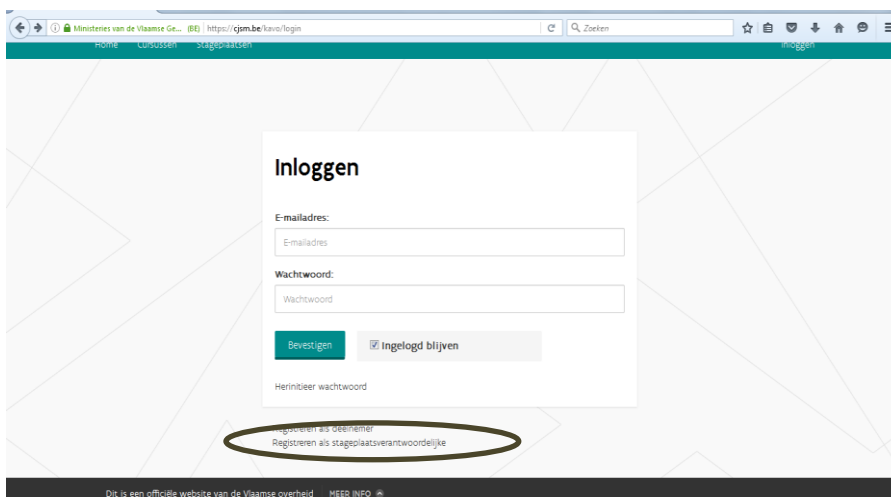 Ministeries van de Vlaamse Ge... (BE) https://cjsm.be/kavo/login Zoeken
Home Cursussen Stageplaatsen Inloggen
Inloggen
E-mailadres:
E-mailadres
Wachtwoord:
Wachtwoord
Bevestigen Ingelogd blijven
Herinitieer wachtwoord
Registreren als deelnemer
Registreren als stageplaatsverantwoordelijke
Dit is een officiële website van de Vlaamse overheid MEER INFO